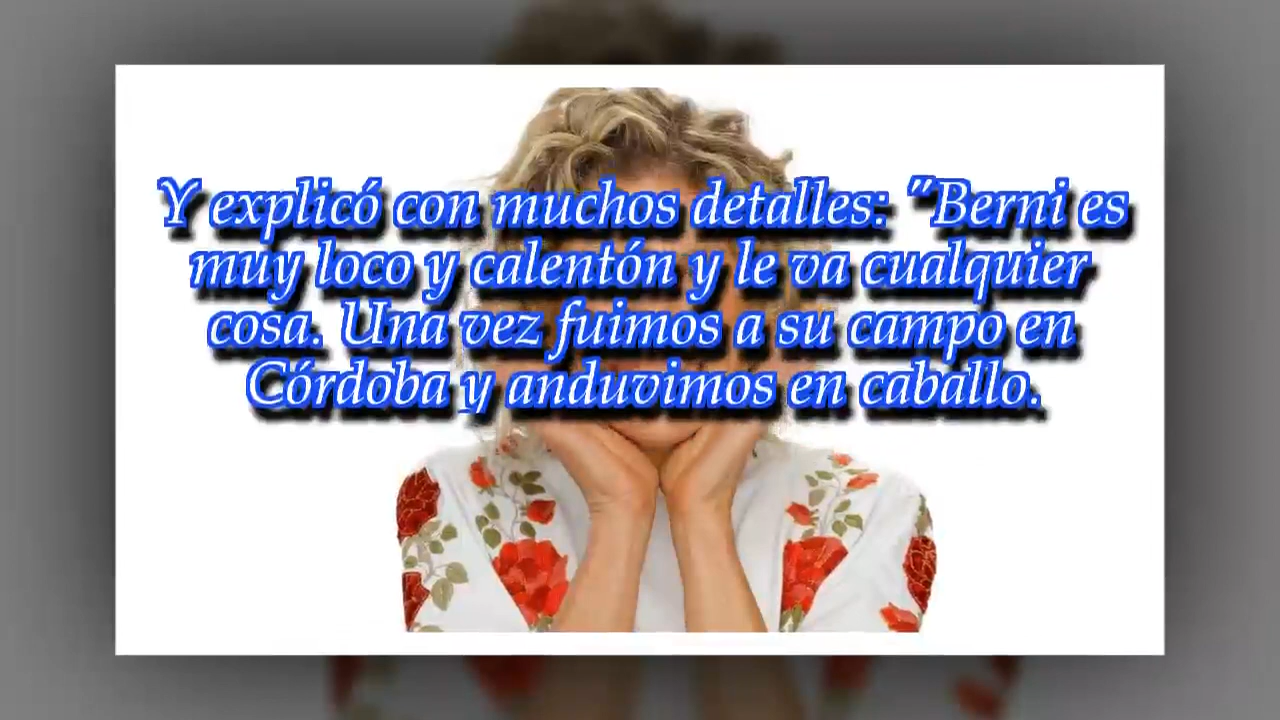 Y explicó con muchos detalles: "Berni es
muy loco y calentón y le va cualquier
cosa. Una vez fuimos a su campo en
Córdoba y anduvimos en caballo.